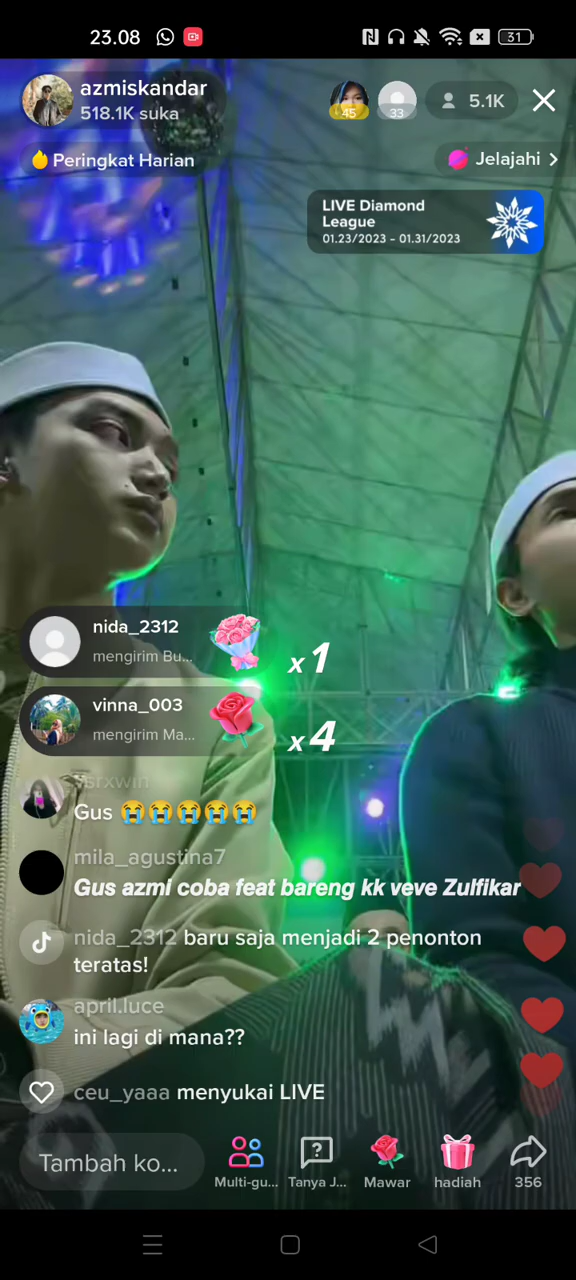 23.08
31
azmiskandar
518.1K suka
45
33
5.1K
Peringkat Harian
Jelajahi >
LIVE Diamond
League
01.23/2023 - 01.31/2023
nida_2312
mengirim Bu...
x1
vinna_003
mengirim Ma...
x4
Gus 😭😭😭😭😭
mila_agustina7
Gus azmi coba feat bareng kk veve Zulfikar
nida_2312 baru saja menjadi 2 penonton
teratas!
april.luce
ini lagi di mana??
ceu_yaaa menyukai LIVE
Tambah ko...
Multi-gu...
Tanya J...
Mawar
hadiah
356